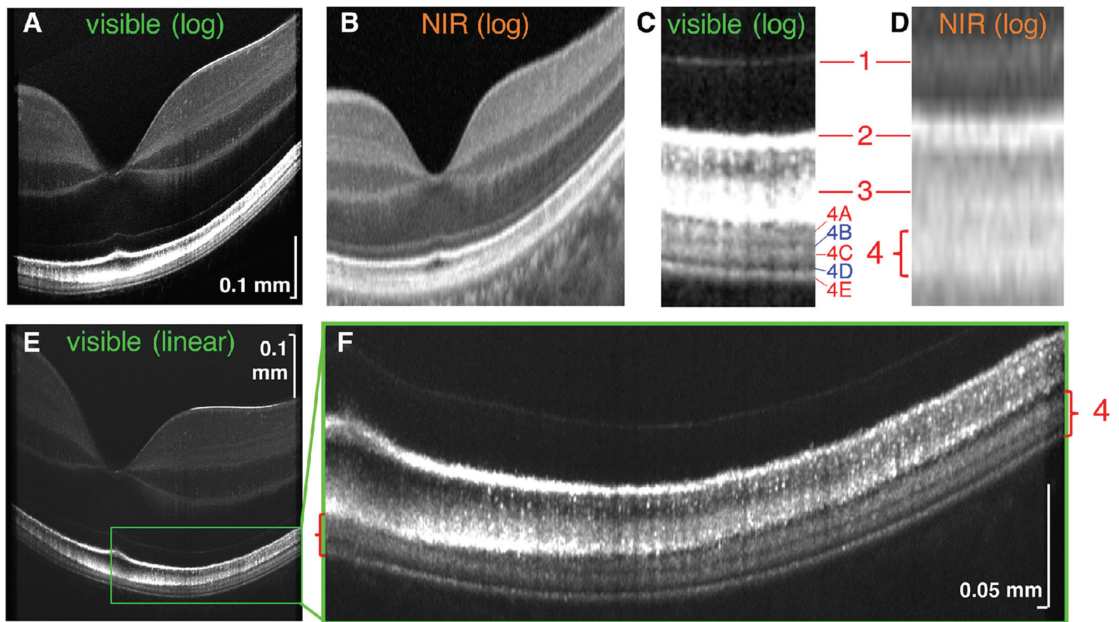 A visible (log)
B NIR (log)
C visible (log)
D NIR (log)
1
2
3
4A
4B
4C
4D
4E
4
0.1 mm
E visible (linear)
0.1
mm
F
4
0.05 mm